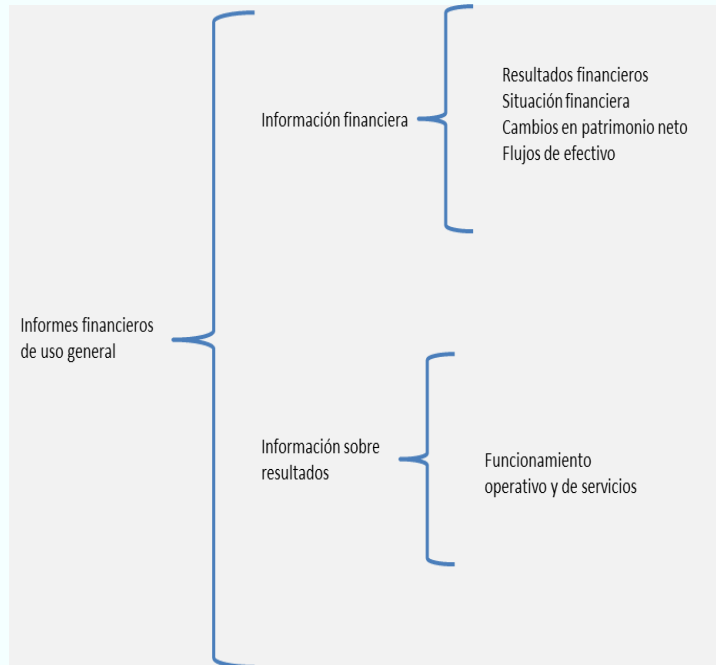 Informes financieros
de uso general
Información financiera
Resultados financieros
Situación financiera
Cambios en patrimonio neto
Flujos de efectivo
Información sobre
resultados
Funcionamiento
operativo y de servicios